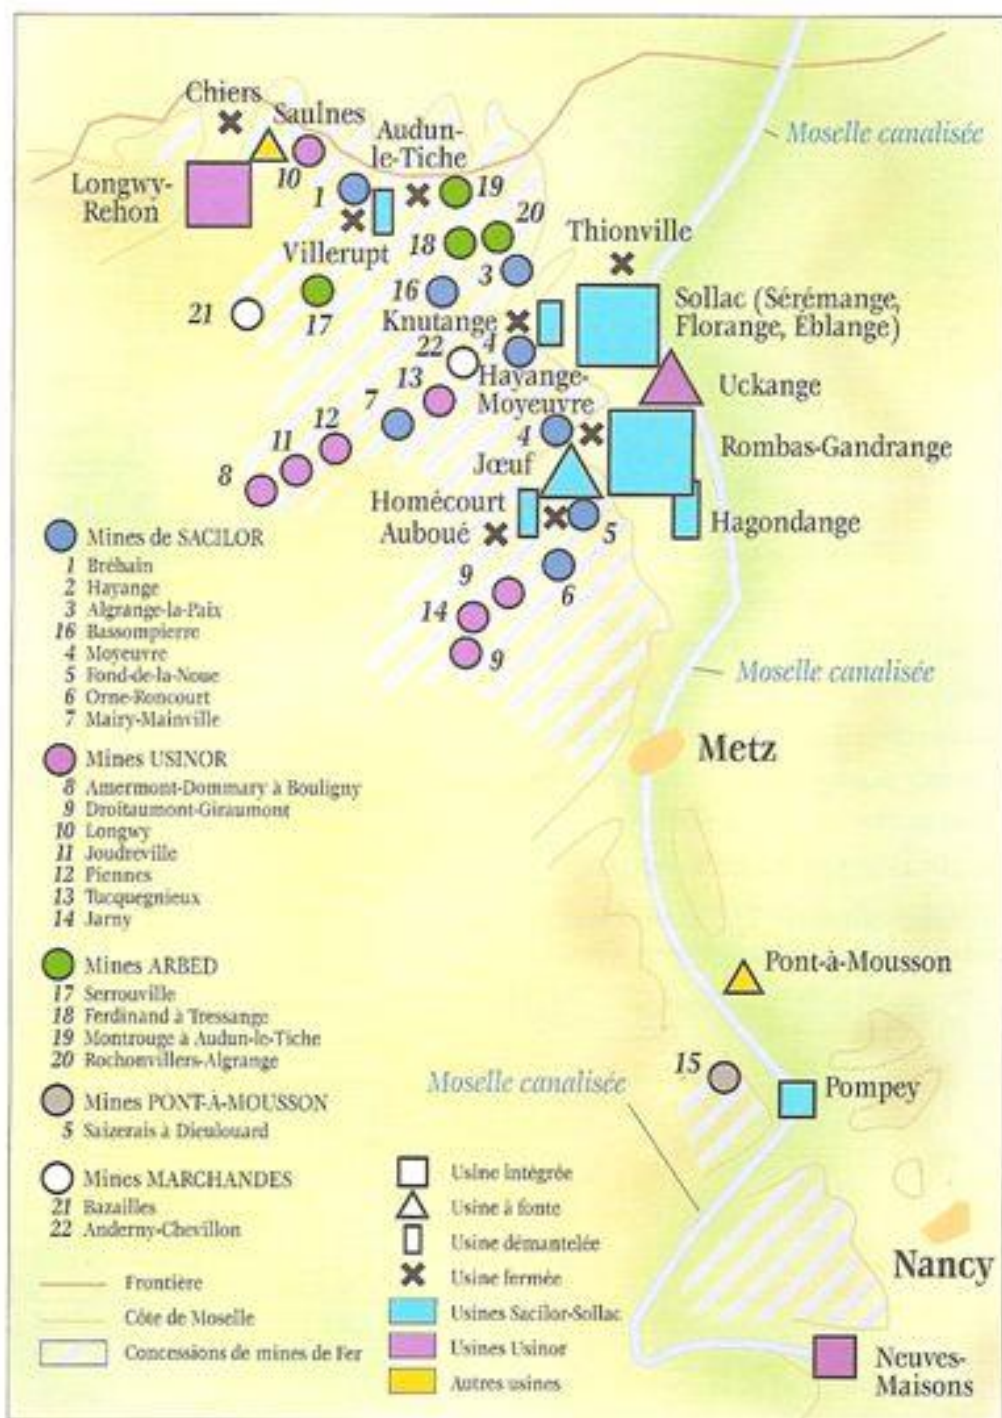 Chiers
Saulnes
Audun-
le-Tiche
Moselle canalisée
Longwy-
Rehon
10
1
19
20
Villerupt
18
Thionville
3
16
21
17
Knutange
Sollac (Sérémange,
Florange, Éblange)
22
4
Hayange-
Moyeuvre
Uckange
13
7
12
11
8
4
Rombas-Gandrange
Jœuf
Homécourt
Auboué
Hagondange
5
9
6
14
9
Moselle canalisée
Metz
Mines de SACILOR
1 Bréhain
2 Hayange
3 Algrange-la-Paix
16 Bassompierre
4 Moyeuvre
5 Fond-de-la-Noue
6 Orne-Roncourt
7 Mairy-Mainville
Mines USINOR
8 Amermont-Dommary à Bouligny
9 Droitaumont-Giraumont
10 Longwy
11 Joudreville
12 Piennes
13 Tucquegnieux
14 Jarny
Mines ARBED
17 Serrouville
18 Ferdinand à Tressange
19 Montrouge à Audun-le-Tiche
20 Rochonvillers-Algrange
Mines PONT-À-MOUSSON
5 Saizerais à Dieulouard
Mines MARCHANDES
21 Bazailles
22 Anderny-Chevillon
Frontière
Côte de Moselle
Concessions de mines de Fer
Pont-à-Mousson
15
Moselle canalisée
Pompey
Nancy
Neuves-
Maisons
Usine intégrée
Usine à fonte
Usine démantelée
Usine fermée
Usines Sacilor-Sollac
Usines Usinor
Autres usines